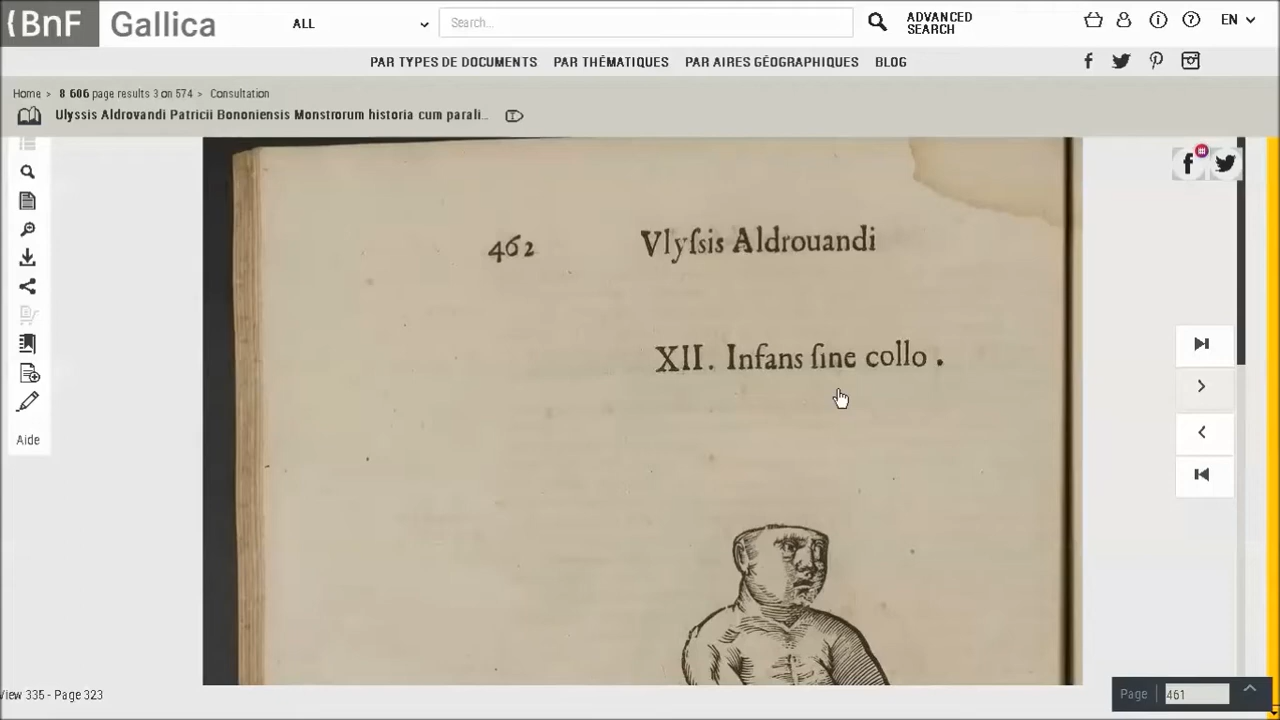 BnF Gallica
ALL
Search...
ADVANCED
SEARCH
EN
PAR TYPES DE DOCUMENTS PAR THÉMATIQUES PAR AIRES GÉOGRAPHIQUES BLOG
Home > 8 606 page results 3 on 574 > Consultation
Ulyssis Aldrovandi Patricii Bononiensis Monstrorum historia cum parali..
462 Vlyſsis Aldrouandi
XII. Infans ſine collo .
Aide
View 335 - Page 323
Page 461